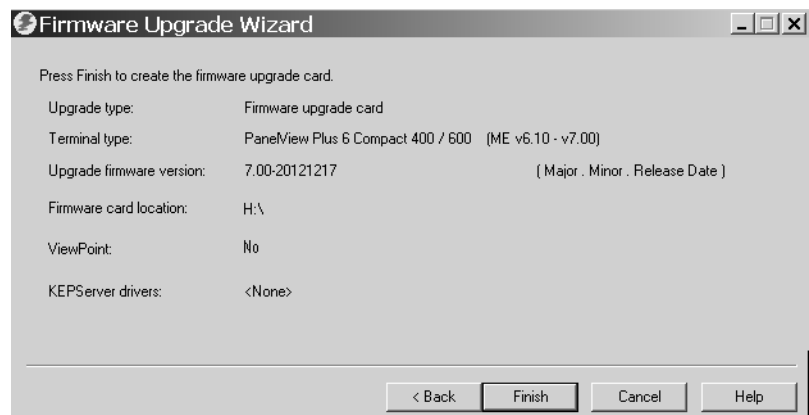 Firmware Upgrade Wizard
Press Finish to create the firmware upgrade card.
Upgrade type: Firmware upgrade card
Terminal type: PanelView Plus 6 Compact 400 / 600 (ME v6.10 - v7.00)
Upgrade firmware version: 7.00-20121217 ( Major . Minor . Release Date )
Firmware card location: H:\
ViewPoint: No
KEPServer drivers: <None>
< Back Finish Cancel Help